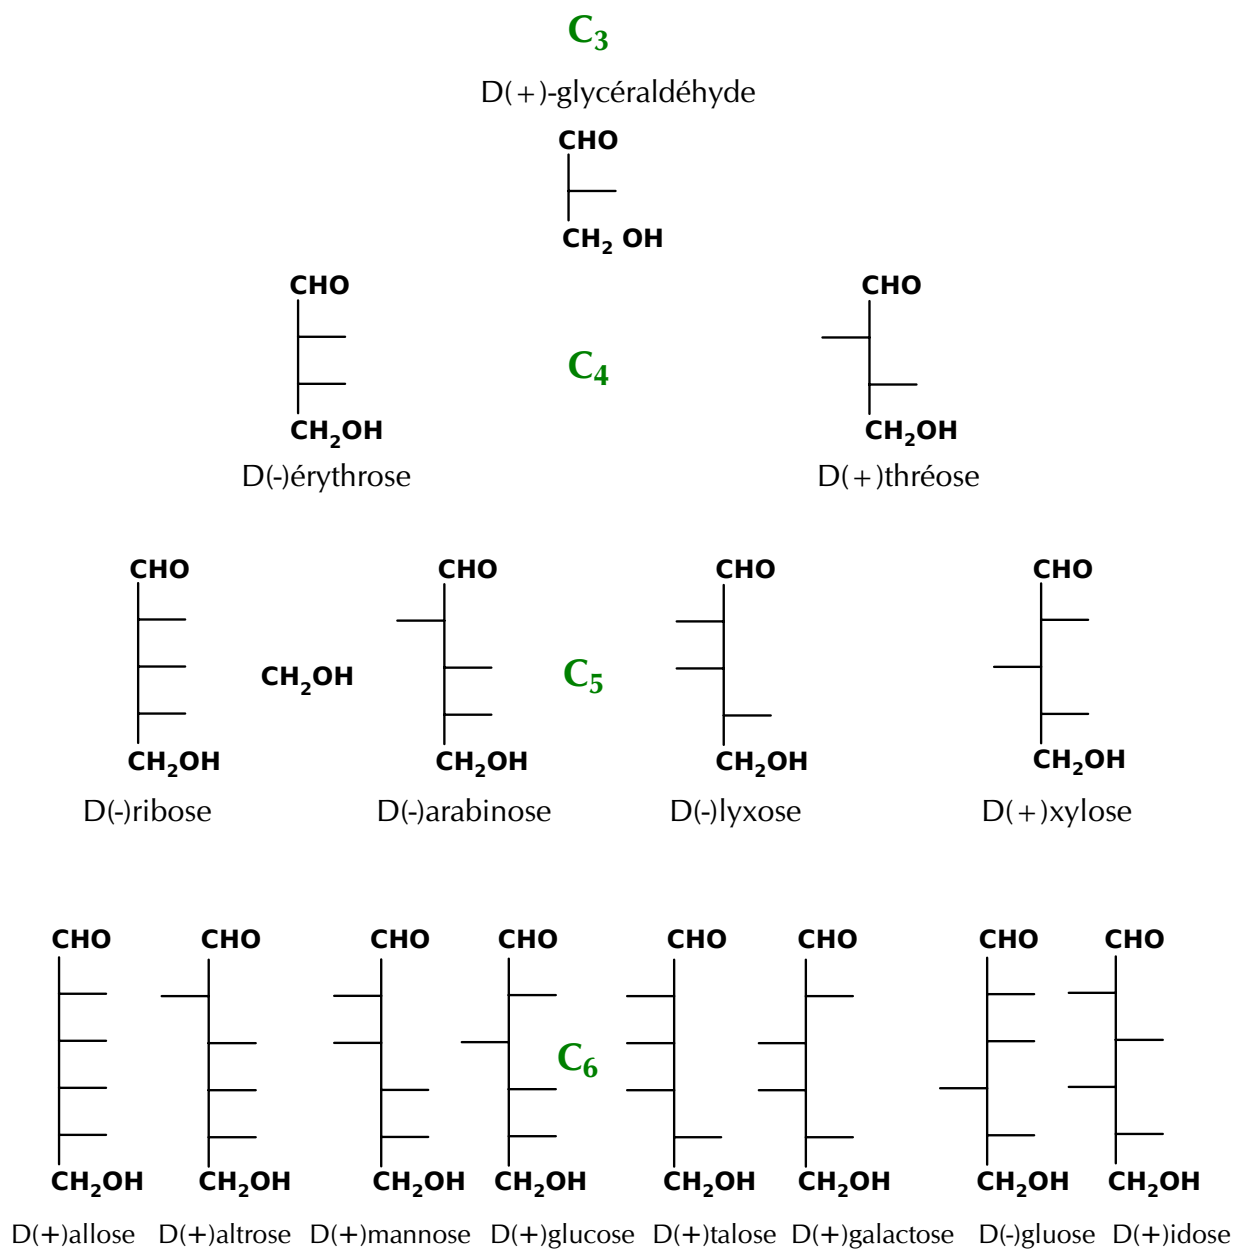 C3
D(+)-glycéraldéhyde
CHO
CH2 OH
CHO CHO
C4
CH2OH CH2OH
D(-)érythrose D(+)thréose
CHO CHO CHO CHO
CH2OH C5
CH2OH CH2OH CH2OH CH2OH
D(-)ribose D(-)arabinose D(-)lyxose D(+)xylose
CHO CHO CHO CHO CHO CHO CHO CHO
C6
CH2OH CH2OH CH2OH CH2OH CH2OH CH2OH CH2OH CH2OH
D(+)allose D(+)altrose D(+)mannose D(+)glucose D(+)talose D(+)galactose D(-)gluose D(+)idose